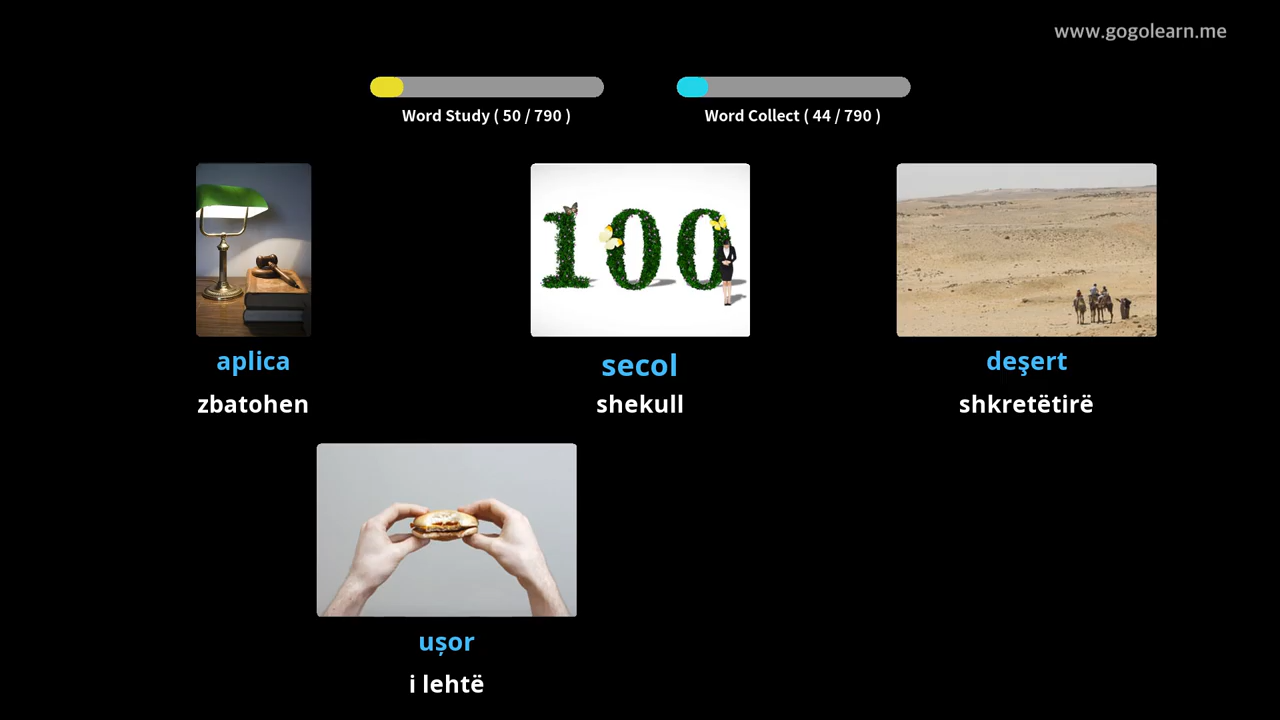 www.gogolearn.me
Word Study ( 50 / 790 )
Word Collect ( 44 / 790 )
100
aplica
secol
deşert
zbatohen
shekull
shkretëtirë
ușor
i lehtë